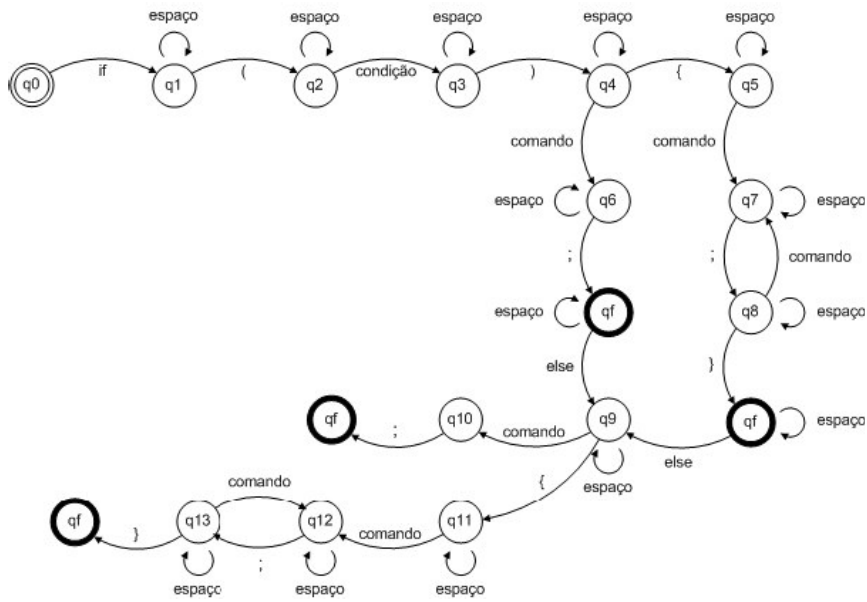 espaço espaço espaço espaço espaço
if ( condição ) {
q0 q1 q2 q3 q4 q5
comando comando
espaço q6 q7 espaço
; ; comando
espaço qf q8 espaço
else }
qf ; q10 comando q9 qf espaço
else
espaço
{
comando
qf } q13 ; q12 comando q11
espaço espaço espaço